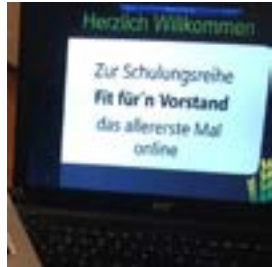 Herzlich Willkommen
Zur Schulungsreihe
Fit für´n Vorstand
das allererste Mal
online